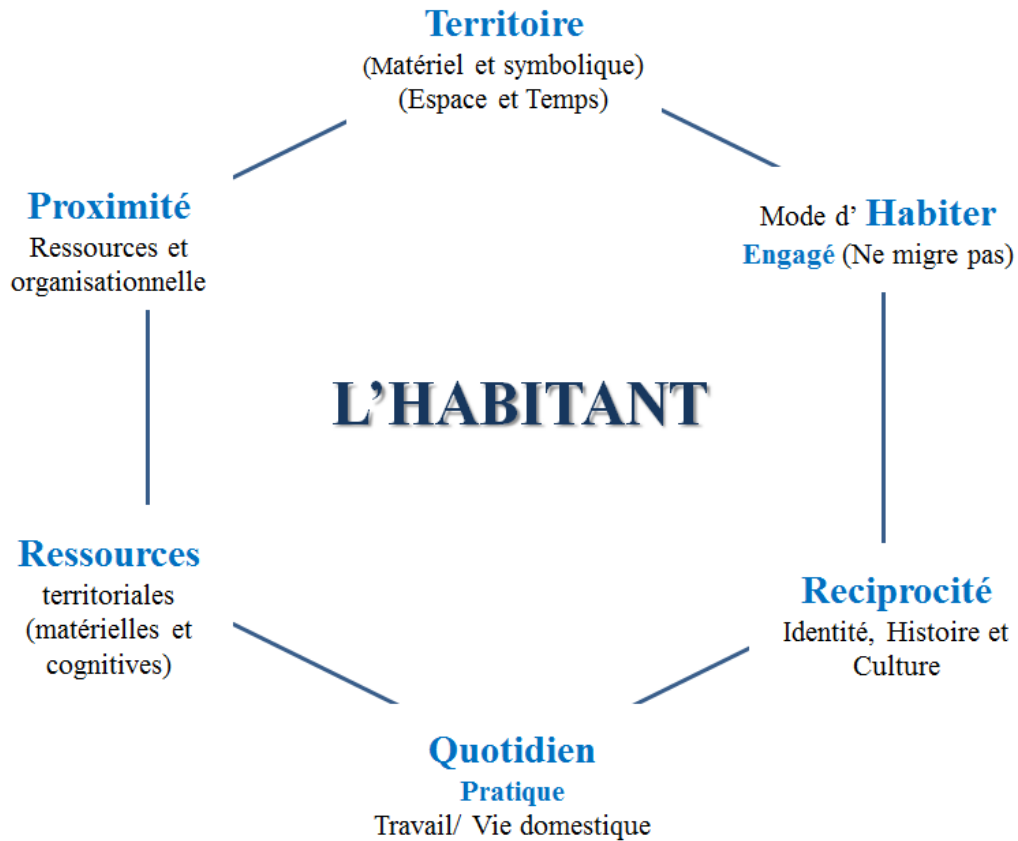 Territoire
(Matériel et symbolique)
(Espace et Temps)
Proximité
Ressources et
organisationnelle
Mode d’ Habiter
Engagé (Ne migre pas)
L’HABITANT
Ressources
territoriales
(matérielles et
cognitives)
Reciprocité
Identité, Histoire et
Culture
Quotidien
Pratique
Travail/ Vie domestique